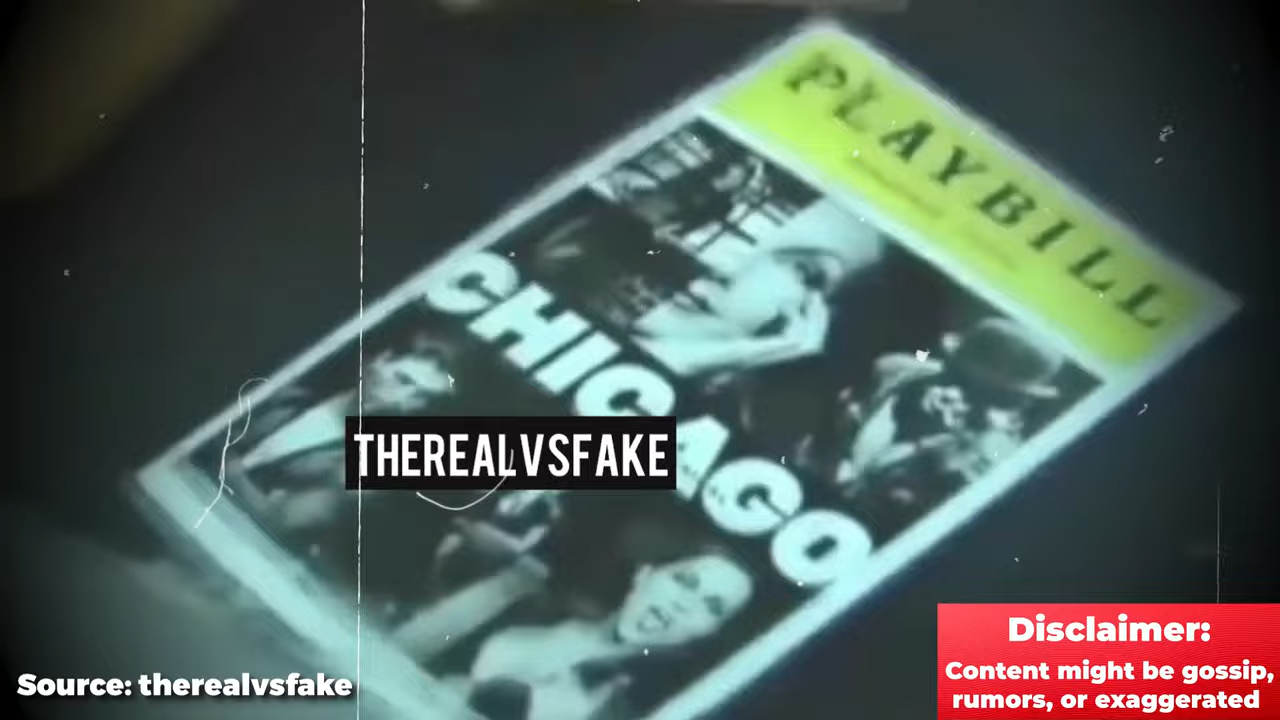 PLAYBILL
CHICAGO
THEREALVSFAKE
Source: therealvsfake
Disclaimer:
Content might be gossip,
rumors, or exaggerated